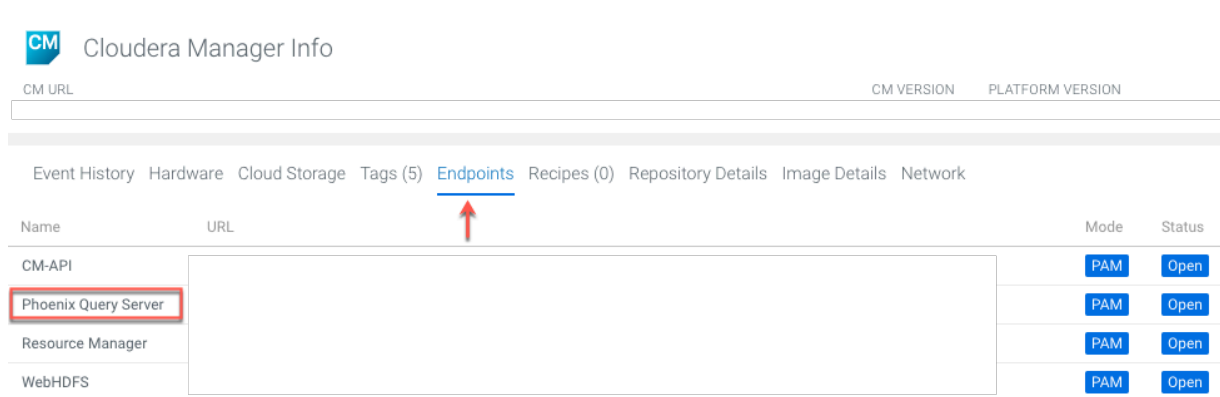 CM Cloudera Manager Info
CM URL CM VERSION PLATFORM VERSION
Event History Hardware Cloud Storage Tags (5) Endpoints Recipes (0) Repository Details Image Details Network
Name URL Mode Status
CM-API PAM Open
Phoenix Query Server PAM Open
Resource Manager PAM Open
WebHDFS PAM Open